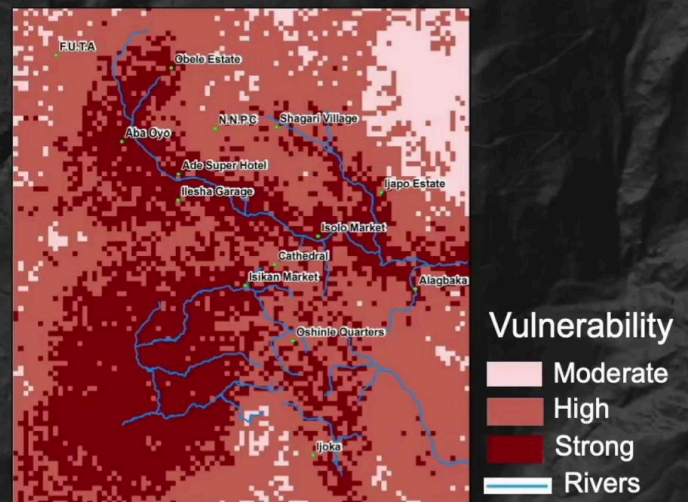 F.U.T.A
Obele Estate
N.N.P.C
Shagari Village
Aba Oyo
Ade Super Hotel
Ilesha Garage
Ijapo Estate
Isolo Market
Cathedral
Isikan Market
Alagbaka
Oshinle Quarters
Ijoka
Vulnerability
Moderate
High
Strong
Rivers